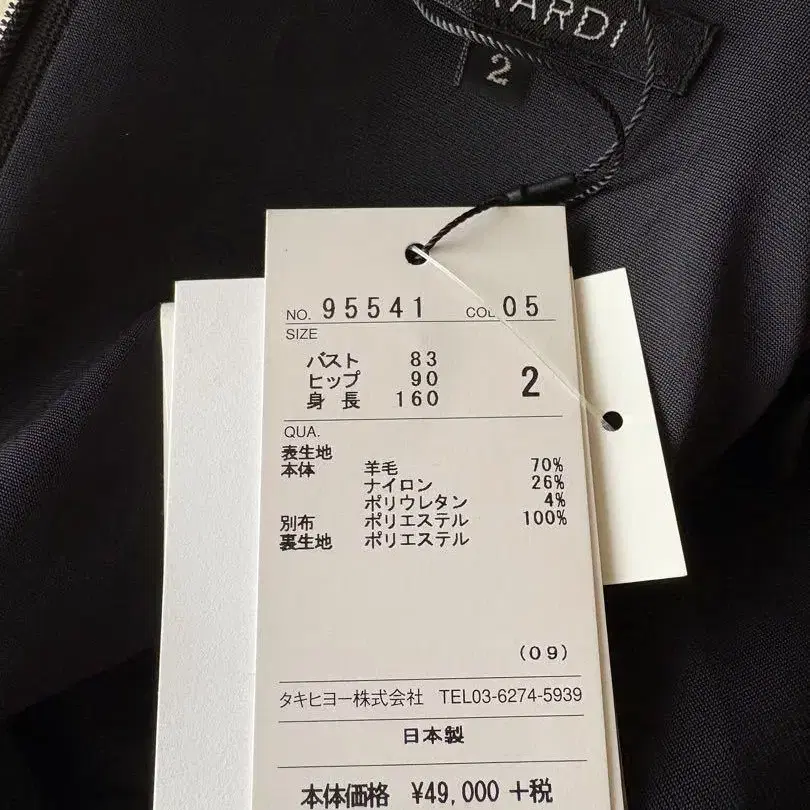 ARDI
2
NO. 95541 COL 05
SIZE
バスト 83
ヒップ 90 2
身長 160
QUA.
表生地
本体 羊毛 70%
ナイロン 26%
ポリウレタン 4%
別布 ポリエステル 100%
裏生地 ポリエステル
(09)
タキヒヨー株式会社 TEL03-6274-5939
日本製
本体価格 ¥49,000+税